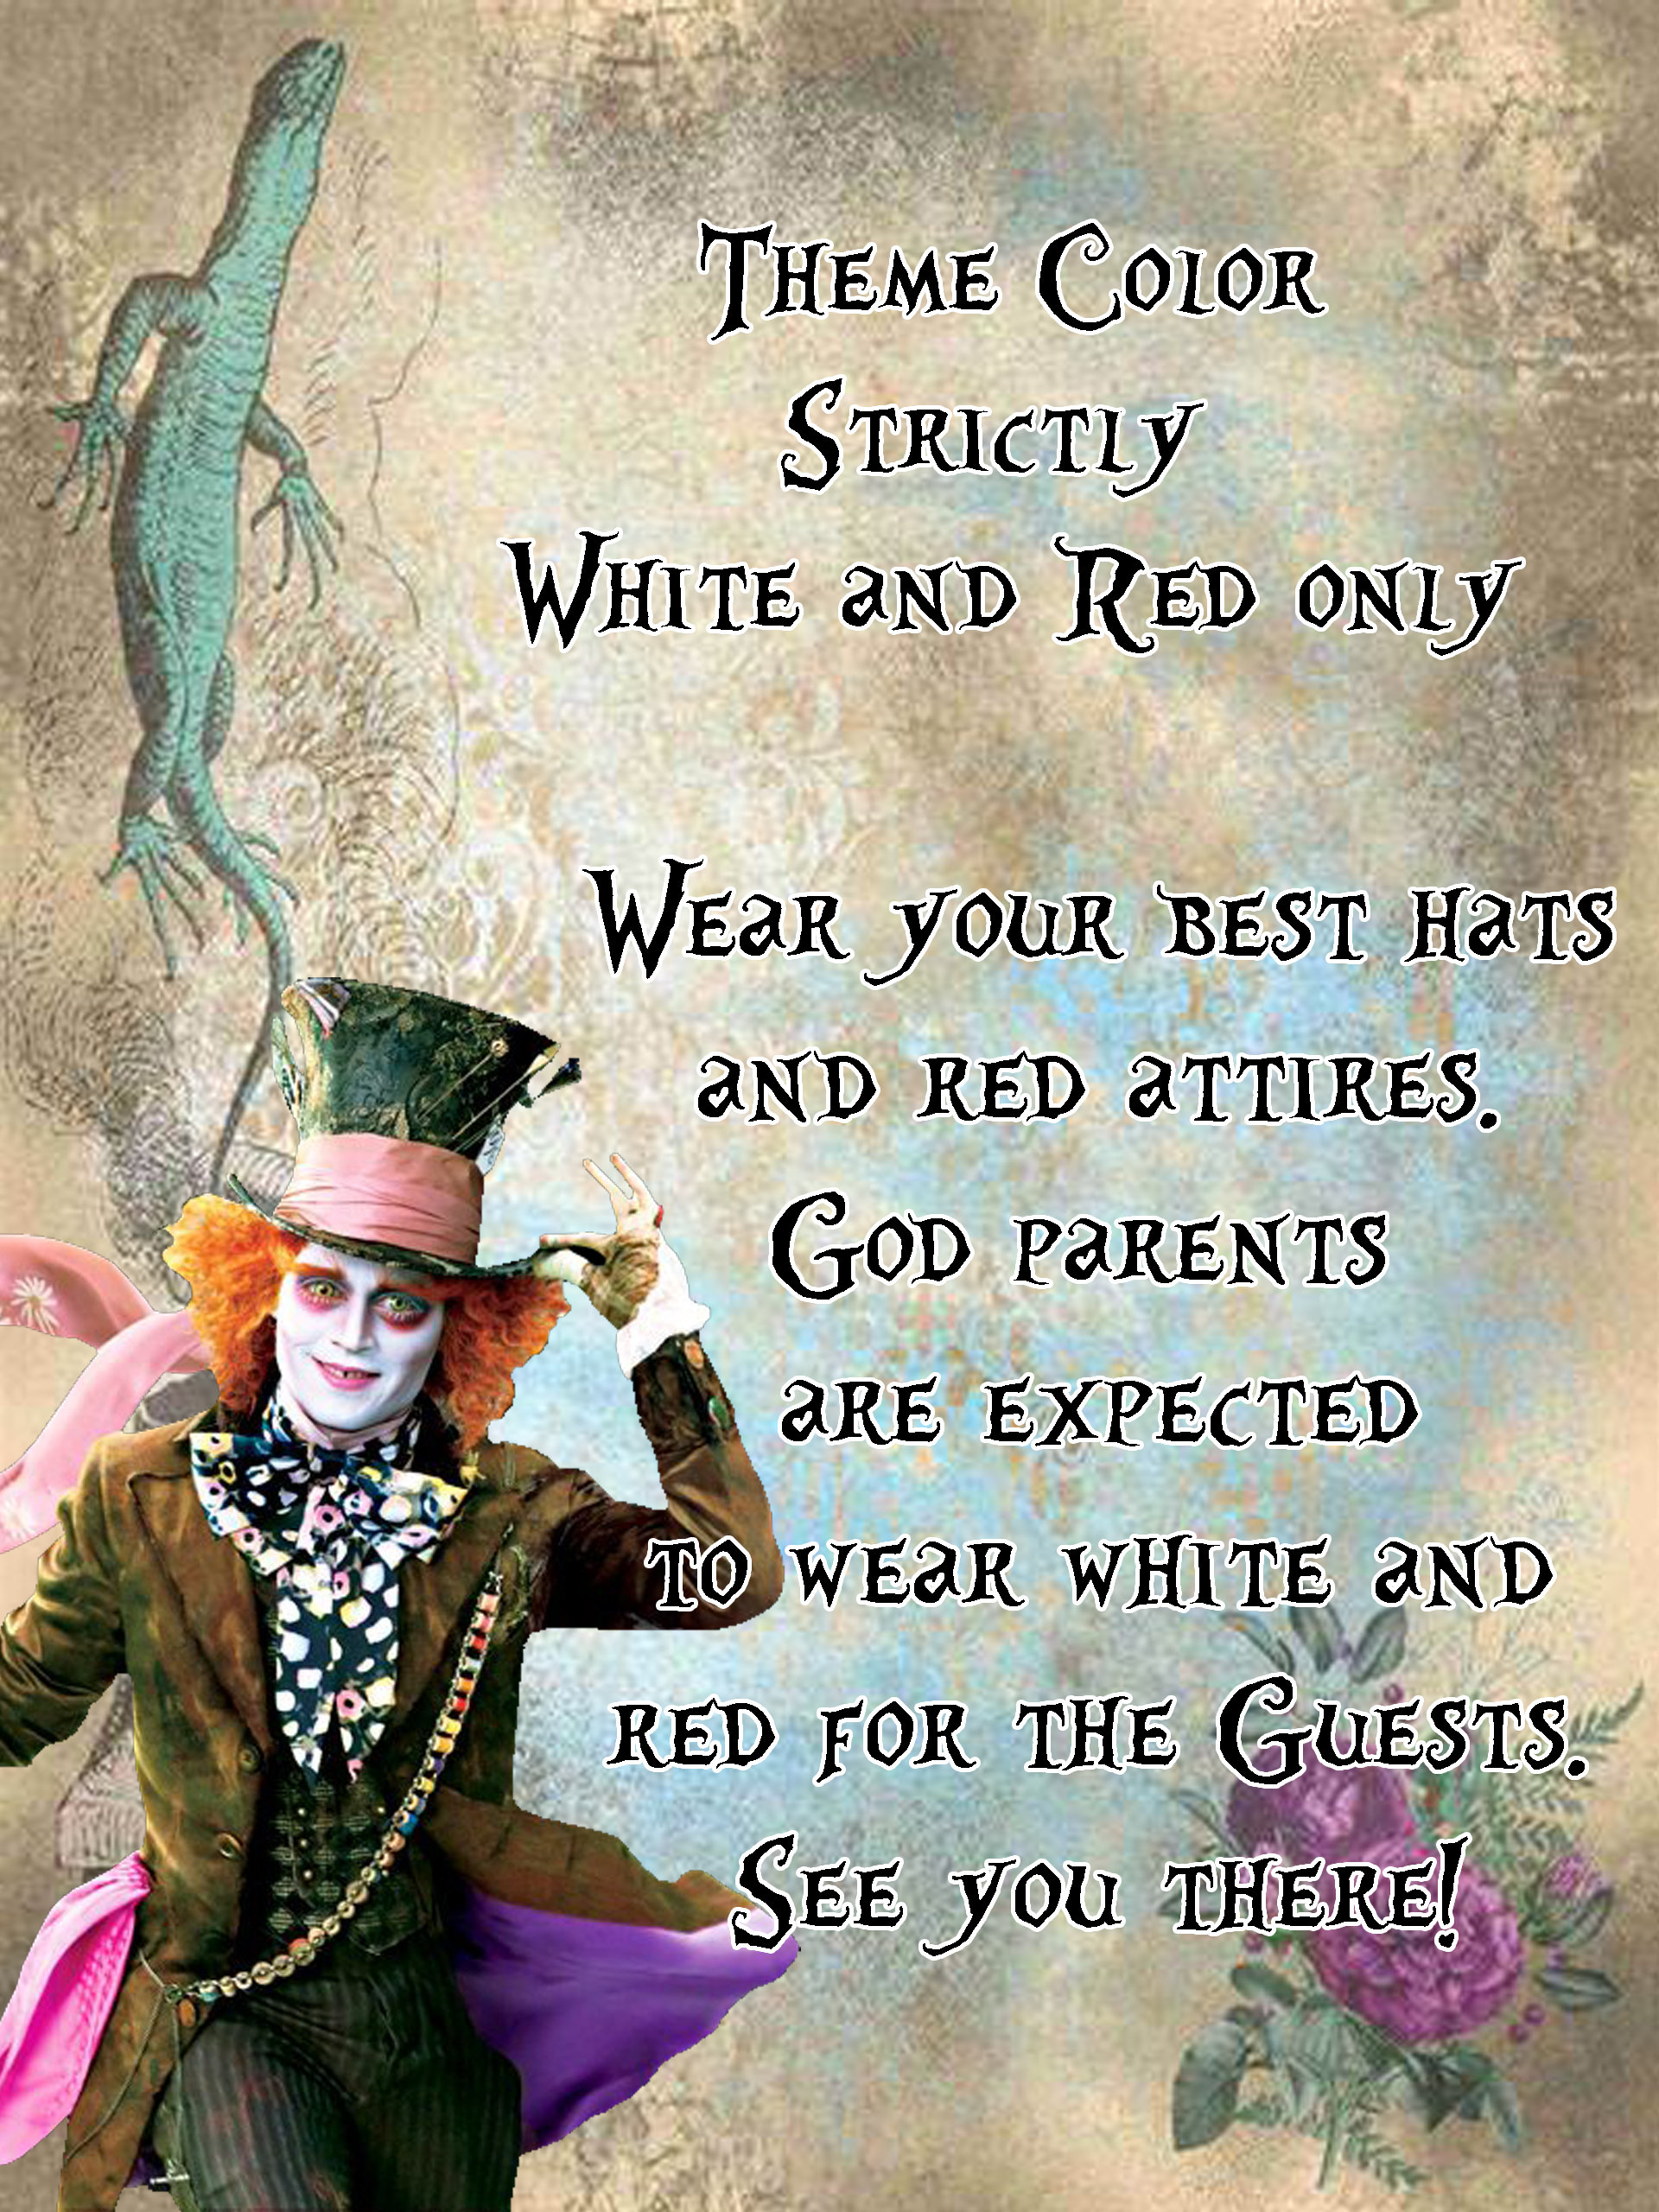 Theme Color
Strictly
White and Red only
Wear your best hats
and red attires.
God parents
are expected
to wear white and
red for the Guests.
See you there!